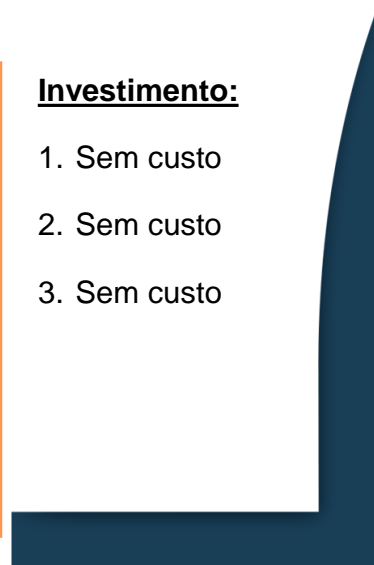 Investimento:
1. Sem custo
2. Sem custo
3. Sem custo